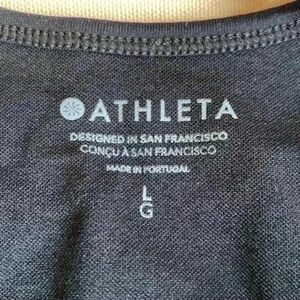 ATHLETA
DESIGNED IN SAN FRANCISCO
CONÇU À SAN FRANCISCO
MADE IN PORTUGAL
L
G